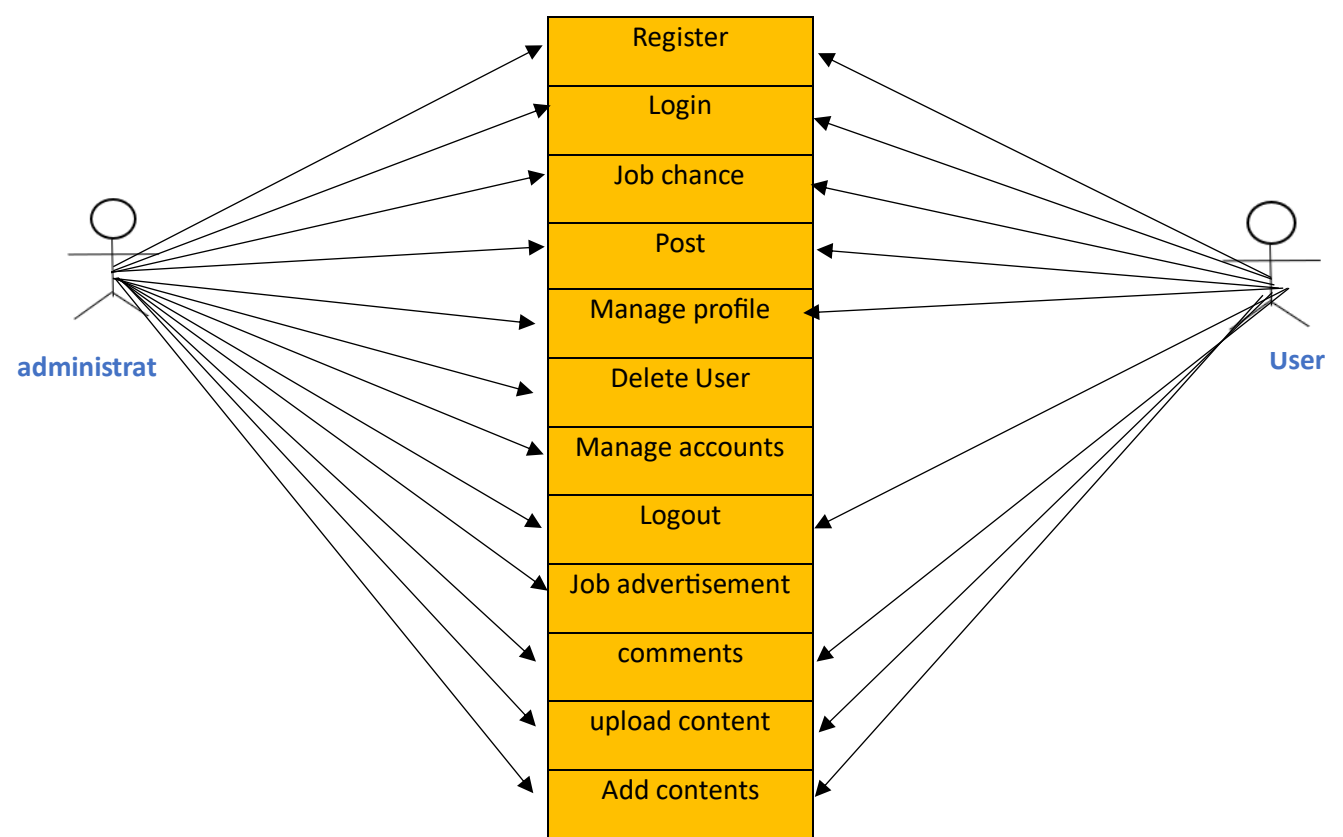 Register
Login
Job chance
Post
Manage profile
administrat
User
Delete User
Manage accounts
Logout
Job advertisement
comments
upload content
Add contents